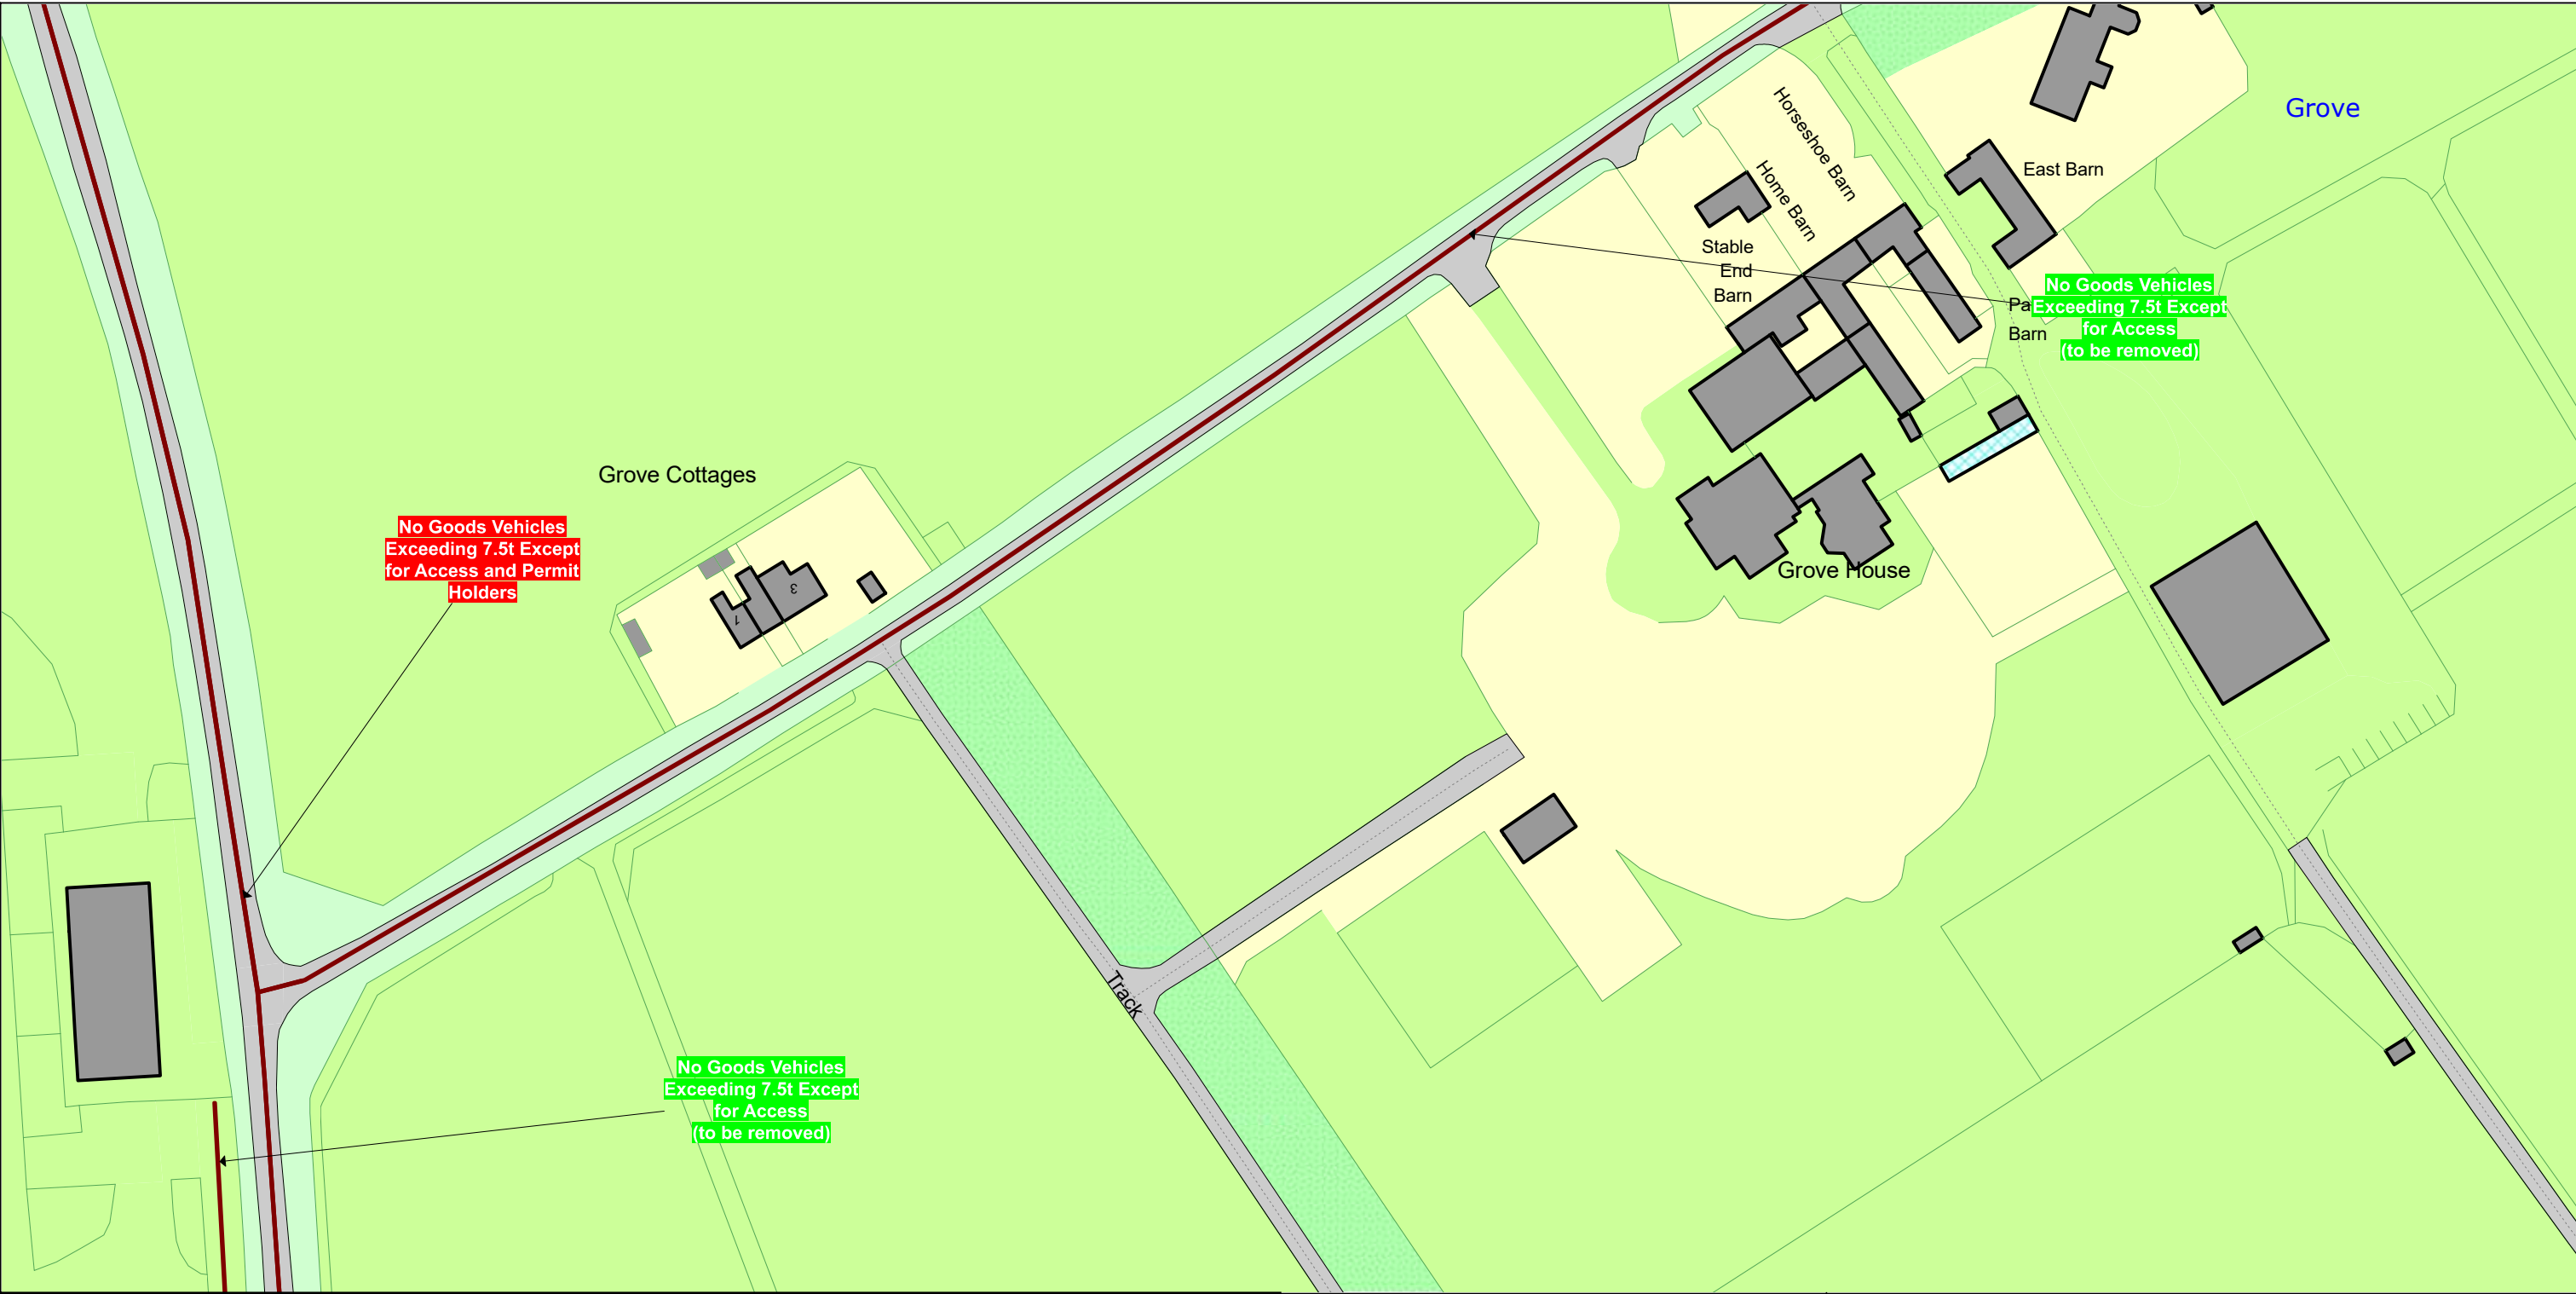 Grove
Horseshoe Barn
East Barn
Home Barn
Stable
End
Barn
No Goods Vehicles
Exceeding 7.5t Except
for Access
(to be removed)
Pa
Barn
Grove Cottages
No Goods Vehicles
Exceeding 7.5t Except
for Access and Permit
Holders
3
1
Grove House
Track
No Goods Vehicles
Exceeding 7.5t Except
for Access
(to be removed)